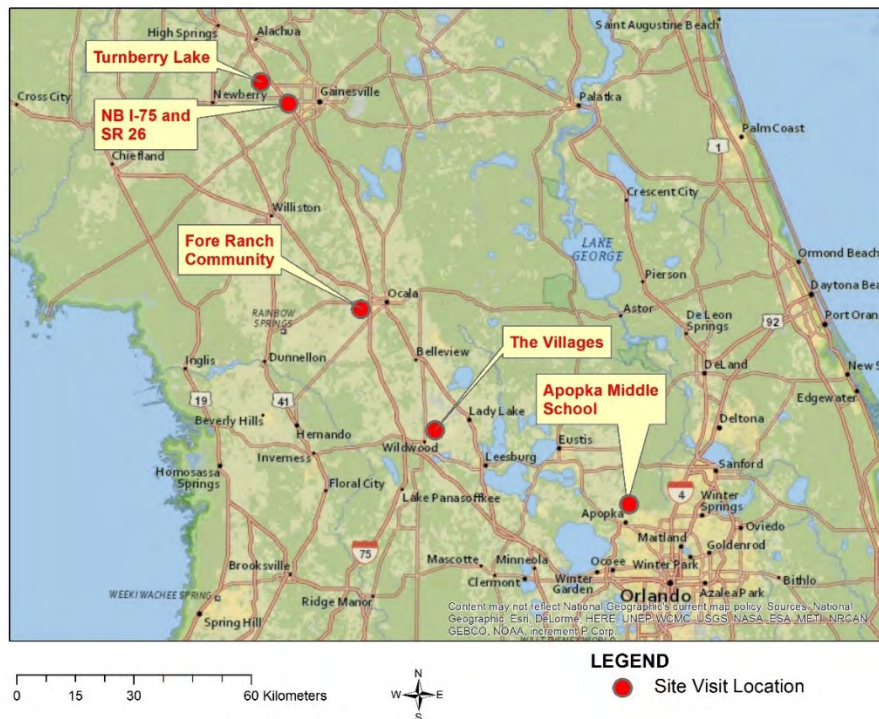 Saint Augustine Beach
High Springs
Alachua
Turnberry Lake
Cross City
Newberry
Gainesville
Palatka
NB I-75 and
SR 26
Palm Coast
Chiefland
1
Crescent City
Williston
LAKE
GEORGE
Fore Ranch
Community
Pierson
Ormond Beach
Ocala
Daytona Bea
RAINBOW
SPRINGS
Astor
De Leon
Springs
92
Port Oran
The Villages
Inglis
Dunnellon
Belleview
DeLand
New S
Apopka Middle
School
Edgewater
19
41
Beverly Hills
Lady Lake
Deltona
Hernando
Eustis
Inverness
Wildwood
Leesburg
Sanford
Homosassa
Springs
Floral City
Lake Panasoffkee
4
Winter
Springs
Apopka
Oviedo
Maitland
Goldenrod
75
Brooksville
Mascotte
Minneola
Ocoee
Winter Park
Clermont
Winter
Garden
Bithlo
WEEKI WACHEE SPRING
Ridge Manor
Orlando
Azalea Park
Spring Hill
Content may not reflect National Geographic's current map policy. Sources: National
Geographic, Esri, DeLorme, HERE, UNEP-WCMC, USGS, NASA, ESA, METI, NRCAN,
GEBCO, NOAA, increment P Corp.
LEGEND
Site Visit Location
0 15 30 60 Kilometers
N
W E
S